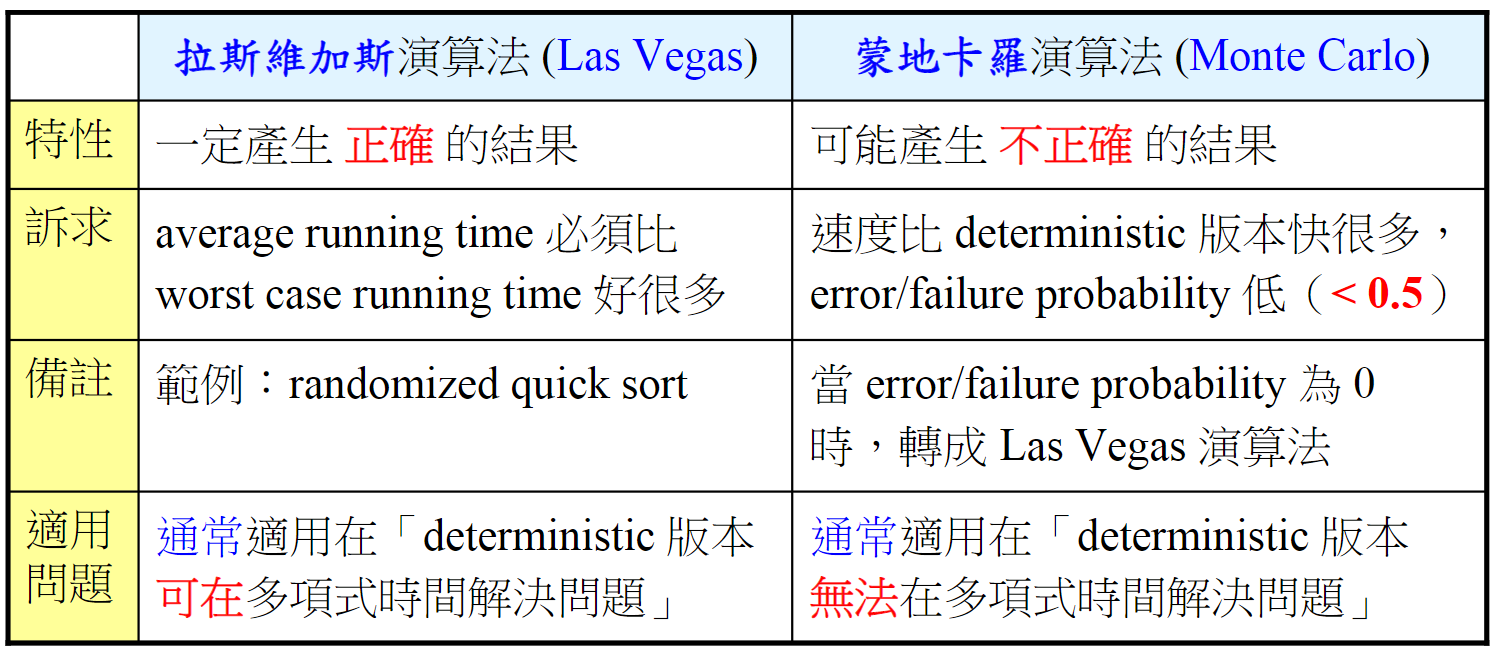 拉斯維加斯演算法 (Las Vegas)
蒙地卡羅演算法 (Monte Carlo)
特性
一定產生 正確 的結果
可能產生 不正確 的結果
訴求
average running time 必須比
worst case running time 好很多
速度比 deterministic 版本快很多，
error/failure probability 低（< 0.5）
備註
範例：randomized quick sort
當 error/failure probability 為 0
時，轉成 Las Vegas 演算法
適用
問題
通常適用在「deterministic 版本
可在多項式時間解決問題」
通常適用在「deterministic 版本
無法在多項式時間解決問題」